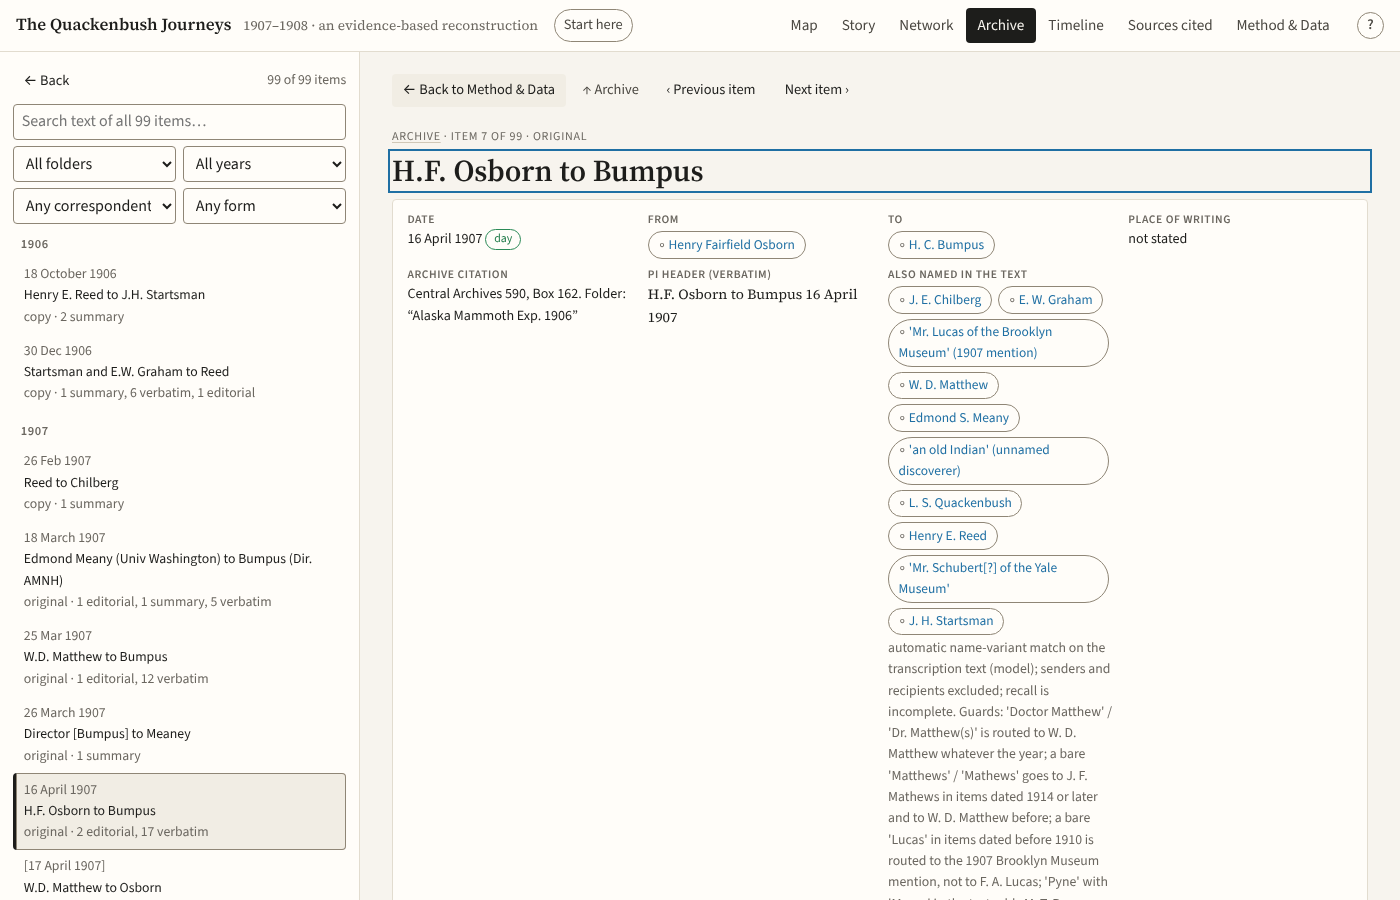 The Quackenbush Journeys 1907–1908 · an evidence-based reconstruction Start here Map Story Network Archive Timeline Sources cited Method & Data ?
← Back 99 of 99 items
Search text of all 99 items…
All folders All years
Any correspondent Any form
1906
18 October 1906
Henry E. Reed to J.H. Startsman
copy · 2 summary
30 Dec 1906
Startsman and E.W. Graham to Reed
copy · 1 summary, 6 verbatim, 1 editorial
1907
26 Feb 1907
Reed to Chilberg
copy · 1 summary
18 March 1907
Edmond Meany (Univ Washington) to Bumpus (Dir.
AMNH)
original · 1 editorial, 1 summary, 5 verbatim
25 Mar 1907
W.D. Matthew to Bumpus
original · 1 editorial, 12 verbatim
26 March 1907
Director [Bumpus] to Meaney
original · 1 summary
16 April 1907
H.F. Osborn to Bumpus
original · 2 editorial, 17 verbatim
[17 April 1907]
W.D. Matthew to Osborn
← Back to Method & Data ↑ Archive ‹ Previous item Next item ›
ARCHIVE · ITEM 7 OF 99 · ORIGINAL
H.F. Osborn to Bumpus
DATE
16 April 1907 day
FROM
Henry Fairfield Osborn
TO
H. C. Bumpus
PLACE OF WRITING
not stated
ARCHIVE CITATION
Central Archives 590, Box 162. Folder:
“Alaska Mammoth Exp. 1906”
PI HEADER (VERBATIM)
H.F. Osborn to Bumpus 16 April
1907
ALSO NAMED IN THE TEXT
J. E. Chilberg E. W. Graham
'Mr. Lucas of the Brooklyn
Museum' (1907 mention)
W. D. Matthew
Edmond S. Meany
'an old Indian' (unnamed
discoverer)
L. S. Quackenbush
Henry E. Reed
'Mr. Schubert[?] of the Yale
Museum'
J. H. Startsman
automatic name-variant match on the
transcription text (model); senders and
recipients excluded; recall is
incomplete. Guards: 'Doctor Matthew' /
'Dr. Matthew(s)' is routed to W. D.
Matthew whatever the year; a bare
'Matthews' / 'Mathews' goes to J. F.
Mathews in items dated 1914 or later
and to W. D. Matthew before; a bare
'Lucas' in items dated before 1910 is
routed to the 1907 Brooklyn Museum
mention, not to F. A. Lucas; 'Pyne' with